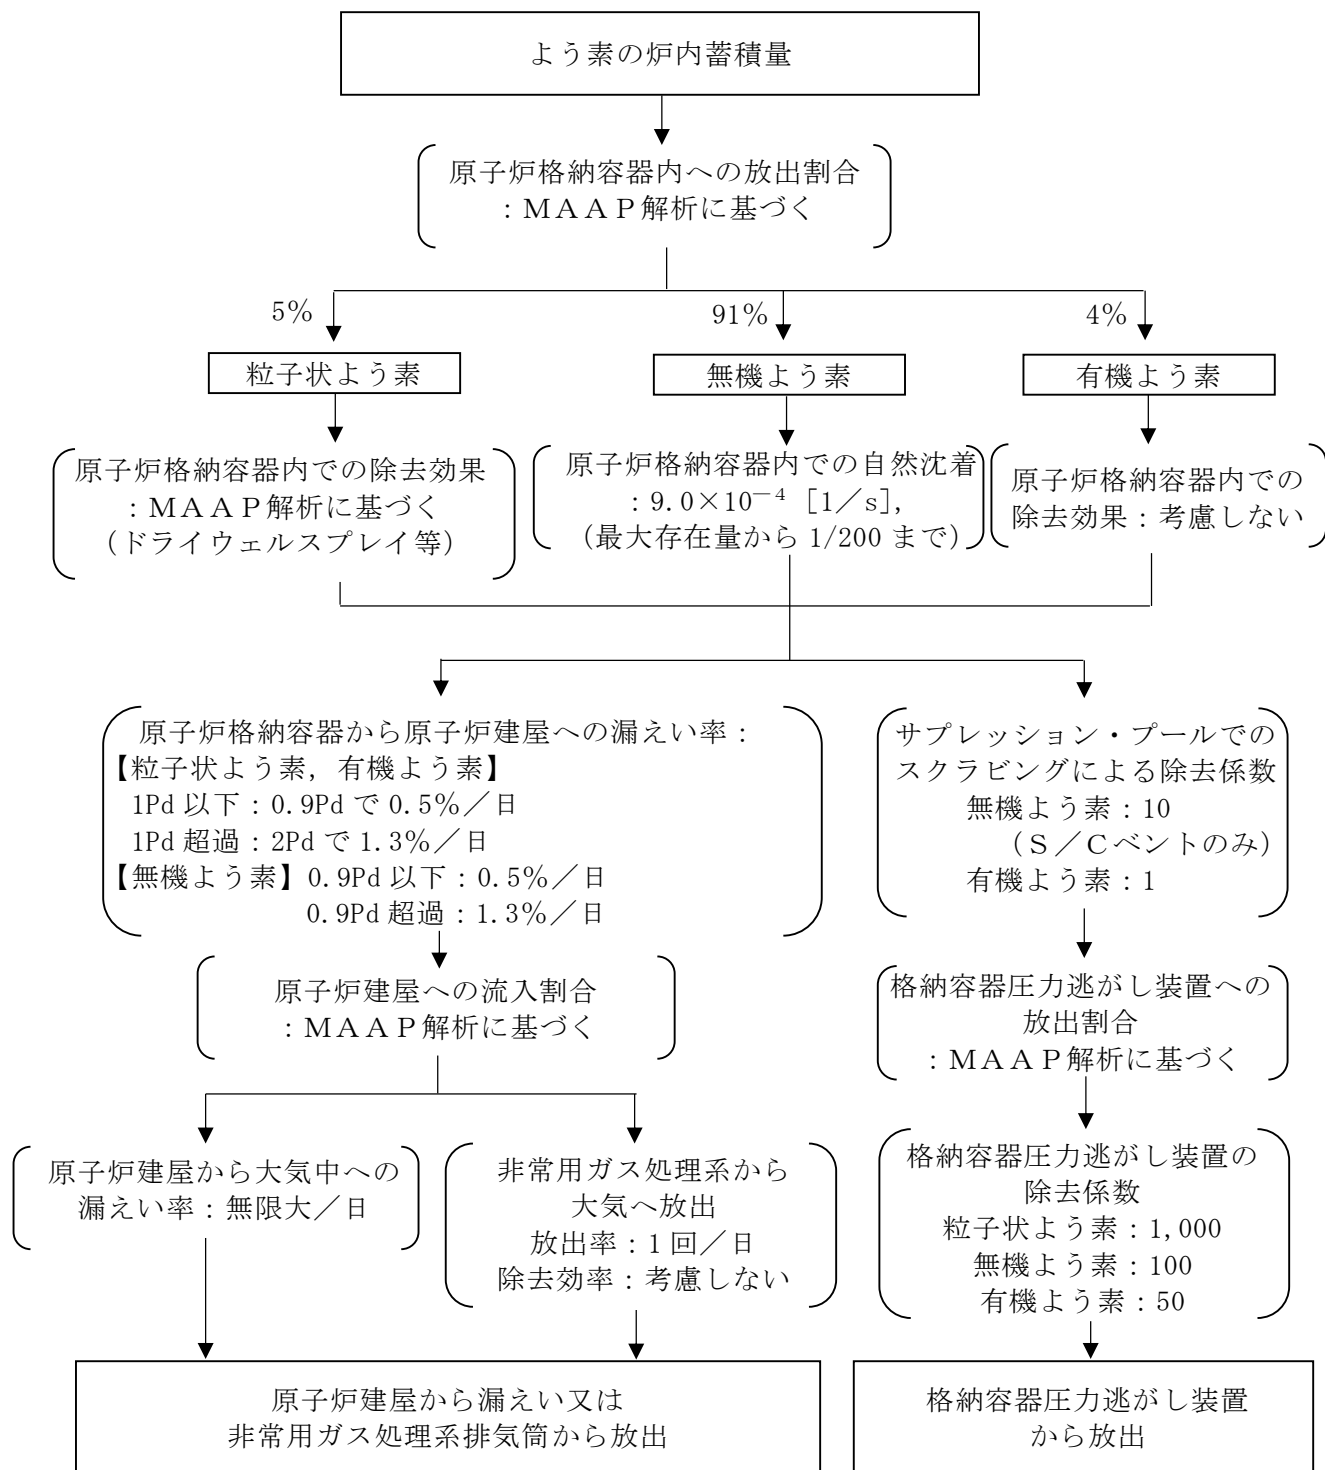 よう素の炉内蓄積量
原子炉格納容器内への放出割合
：ＭＡＡＰ解析に基づく
5％
91％
4％
粒子状よう素
無機よう素
有機よう素
原子炉格納容器内での除去効果
：ＭＡＡＰ解析に基づく
（ドライウェルスプレイ等）
原子炉格納容器内での自然沈着
：9.0×10⁻⁴［1／s］，
（最大存在量から 1/200 まで）
原子炉格納容器内での
除去効果：考慮しない
原子炉格納容器から原子炉建屋への漏えい率：
【粒子状よう素，有機よう素】
1Pd 以下：0.9Pd で 0.5％／日
1Pd 超過：2Pd で 1.3％／日
【無機よう素】0.9Pd 以下：0.5％／日
0.9Pd 超過：1.3％／日
サプレッション・プールでの
スクラビングによる除去係数
無機よう素：10
（Ｓ／Ｃベントのみ）
有機よう素：1
原子炉建屋への流入割合
：ＭＡＡＰ解析に基づく
格納容器圧力逃がし装置への
放出割合
：ＭＡＡＰ解析に基づく
原子炉建屋から大気中への
漏えい率：無限大／日
非常用ガス処理系から
大気へ放出
放出率：1 回／日
除去効率：考慮しない
格納容器圧力逃がし装置の
除去係数
粒子状よう素：1,000
無機よう素：100
有機よう素：50
原子炉建屋から漏えい又は
非常用ガス処理系排気筒から放出
格納容器圧力逃がし装置
から放出